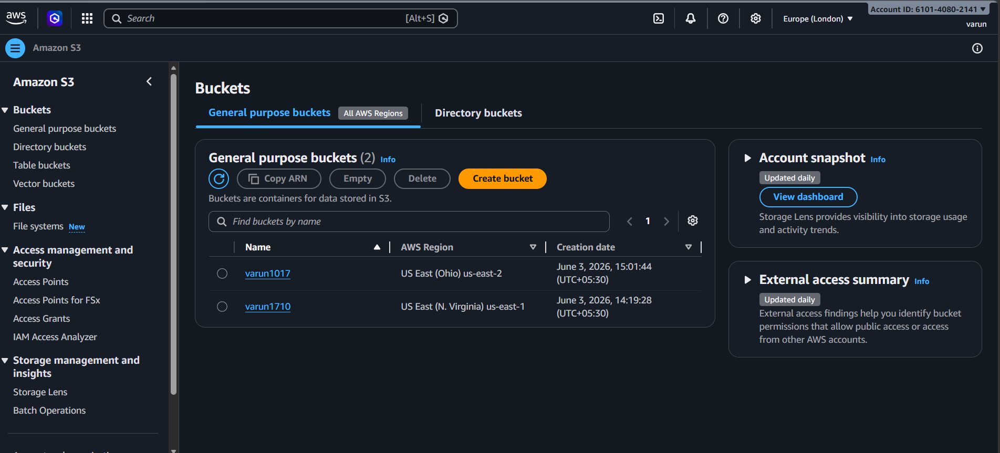 aws
Search
[Alt+S]
Europe (London)
Account ID: 6101-4080-2141
varun
Amazon S3
Amazon S3
Buckets
General purpose buckets
Directory buckets
Table buckets
Vector buckets
Files
File systems New
Access management and
security
Access Points
Access Points for FSx
Access Grants
IAM Access Analyzer
Storage management and
insights
Storage Lens
Batch Operations
Buckets
General purpose buckets All AWS Regions
Directory buckets
General purpose buckets (2) Info
Copy ARN
Empty
Delete
Create bucket
Buckets are containers for data stored in S3.
Find buckets by name
1
Name AWS Region Creation date
varun1017 US East (Ohio) us-east-2 June 3, 2026, 15:01:44
(UTC+05:30)
varun1710 US East (N. Virginia) us-east-1 June 3, 2026, 14:19:28
(UTC+05:30)
Account snapshot Info
Updated daily
View dashboard
Storage Lens provides visibility into storage usage
and activity trends.
External access summary Info
Updated daily
External access findings help you identify bucket
permissions that allow public access or access
from other AWS accounts.